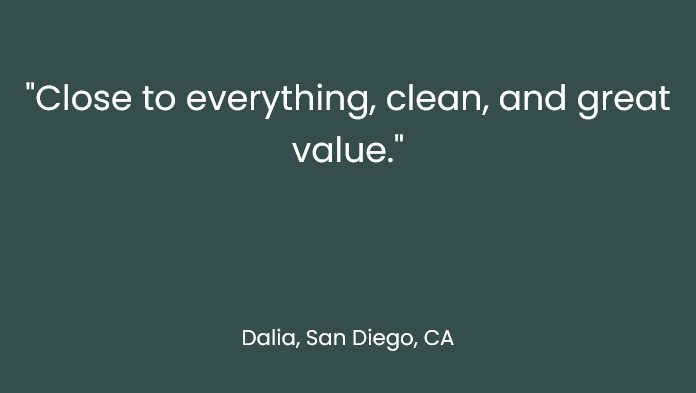 "Close to everything, clean, and great
value."
Dalia, San Diego, CA